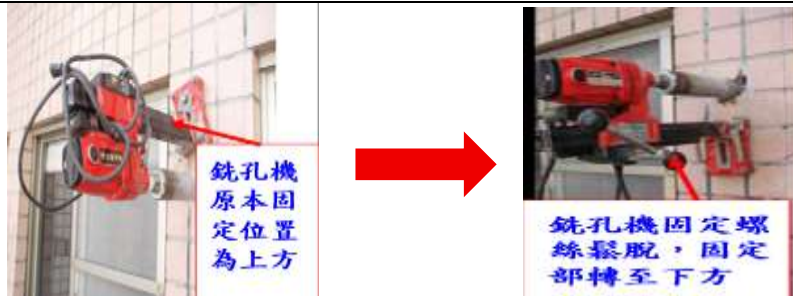 銑孔機
原本固
定位置
為上方
銑孔機固定螺
絲鬆脫，固定
部轉至下方